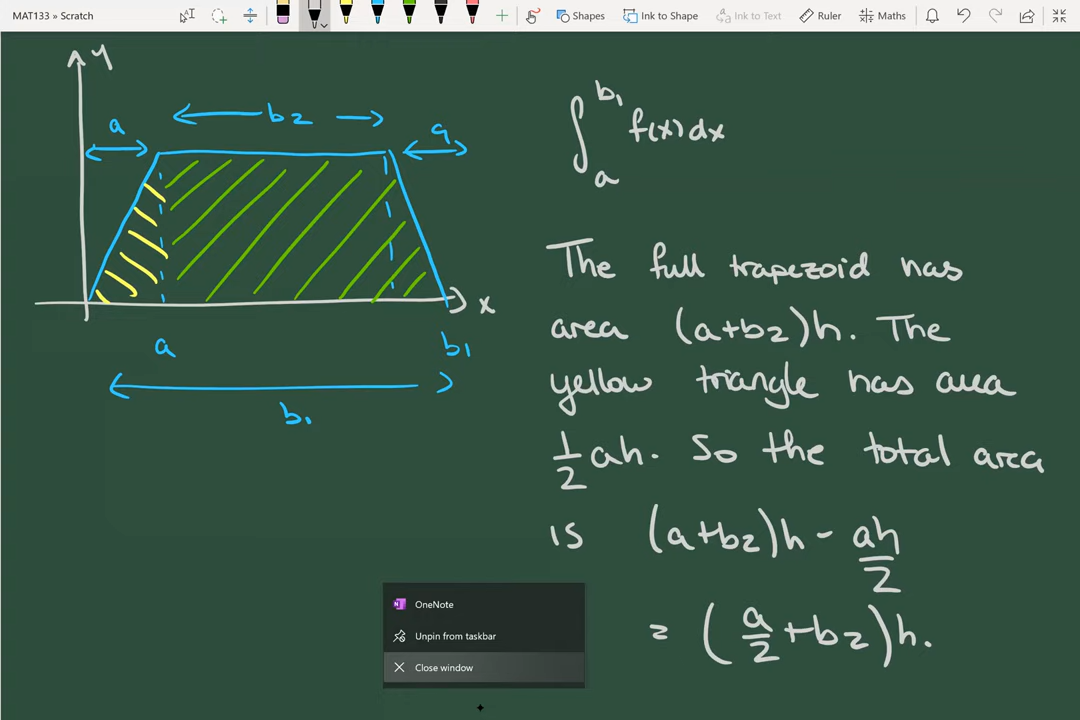 MAT133 » Scratch
Shapes
Ink to Shape
Ink to Text
Ruler
Maths
y
b2
a
a
x
a
b1
b1
∫ b1 a f(x)dx
The full trapezoid has
area (a+b2)h. The
yellow triangle has area
1/2 ah. So the total area
is (a+b2)h - ah/2
= (a/2+b2)h.
OneNote
Unpin from taskbar
Close window